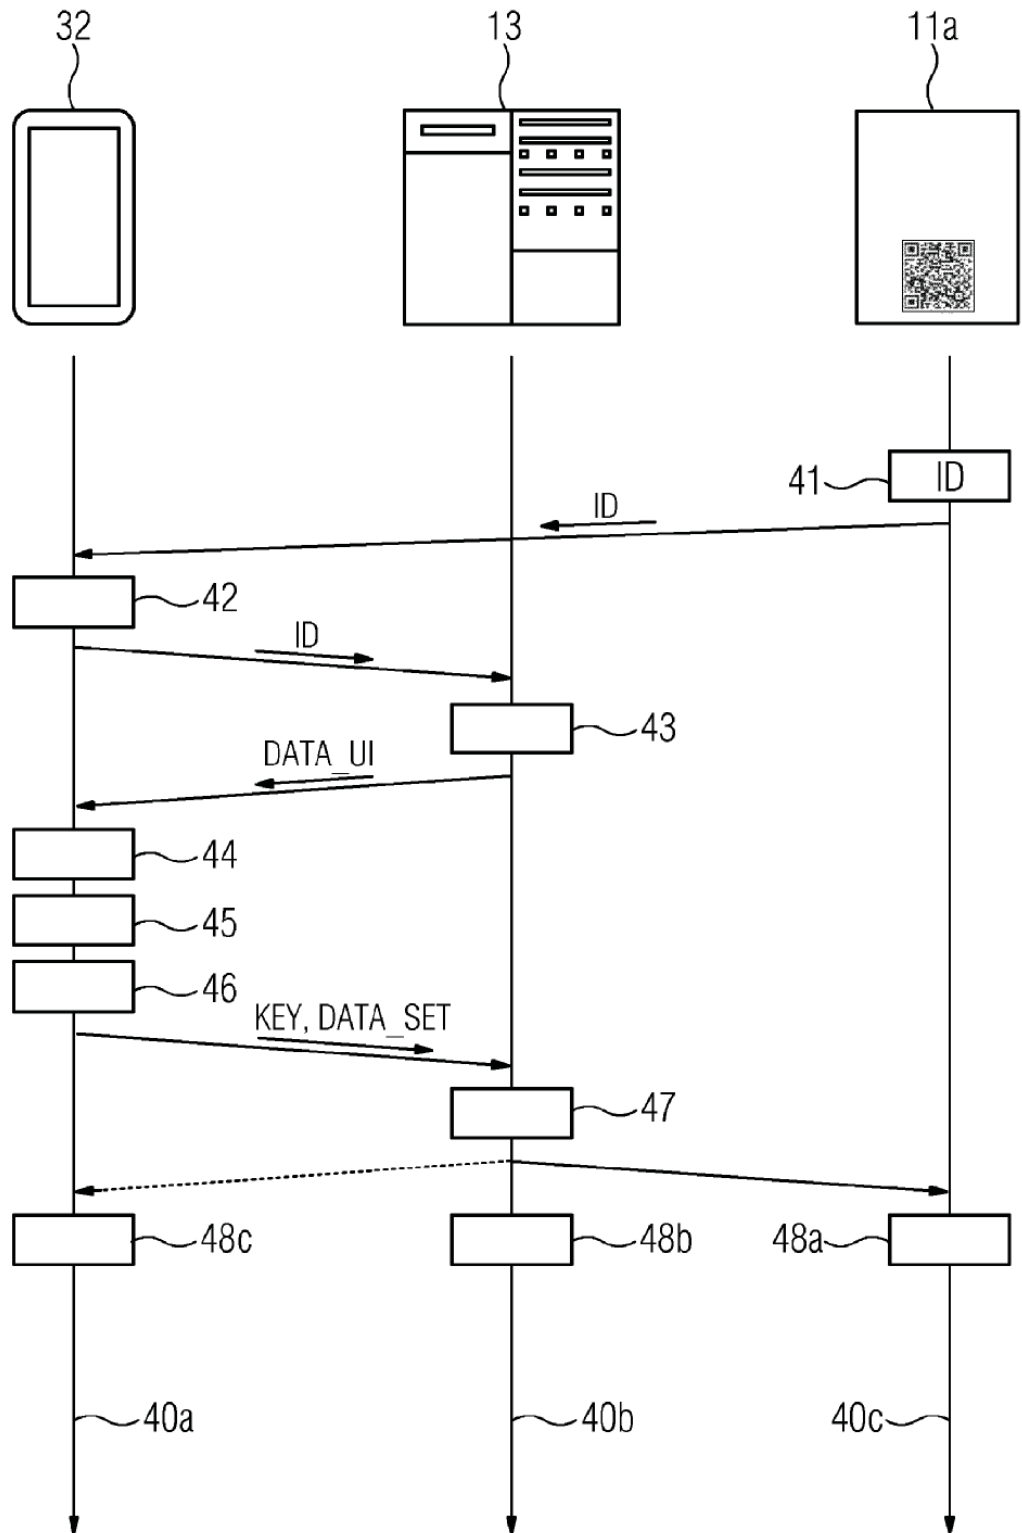 32 13 11a
41 ID
ID
42
ID
43
DATA_UI
44
45
46
KEY, DATA_SET
47
48c 48b 48a
40a 40b 40c